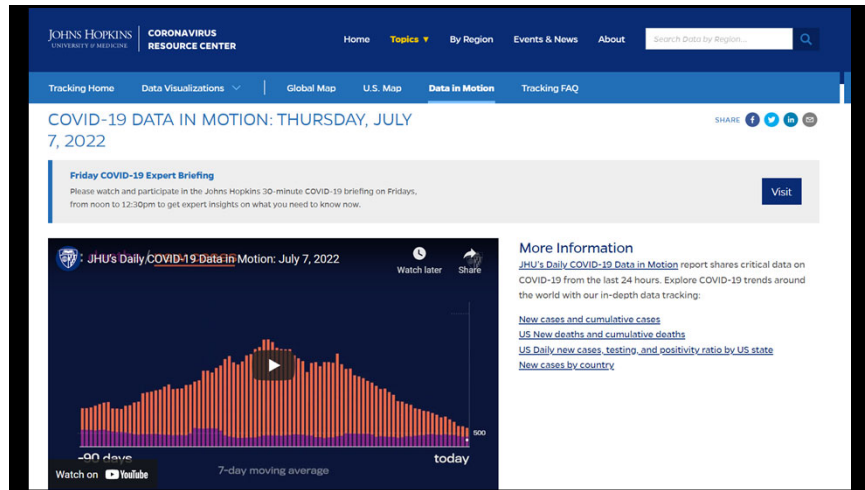 JOHNS HOPKINS
UNIVERSITY & MEDICINE
CORONAVIRUS
RESOURCE CENTER
Home
Topics
By Region
Events & News
About
Search Data by Region...
Tracking Home
Data Visualizations
Global Map
U.S. Map
Data in Motion
Tracking FAQ
COVID-19 DATA IN MOTION: THURSDAY, JULY
7, 2022
SHARE
Friday COVID-19 Expert Briefing
Please watch and participate in the Johns Hopkins 30-minute COVID-19 briefing on Fridays,
from noon to 12:30pm to get expert insights on what you need to know now.
Visit
JHU's Daily COVID-19 Data in Motion: July 7, 2022
Watch later
Share
500
-90 days
today
7-day moving average
Watch on YouTube
More Information
JHU's Daily COVID-19 Data in Motion report shares critical data on
COVID-19 from the last 24 hours. Explore COVID-19 trends around
the world with our in-depth data tracking:
New cases and cumulative cases
US New deaths and cumulative deaths
US Daily new cases, testing, and positivity ratio by US state
New cases by country